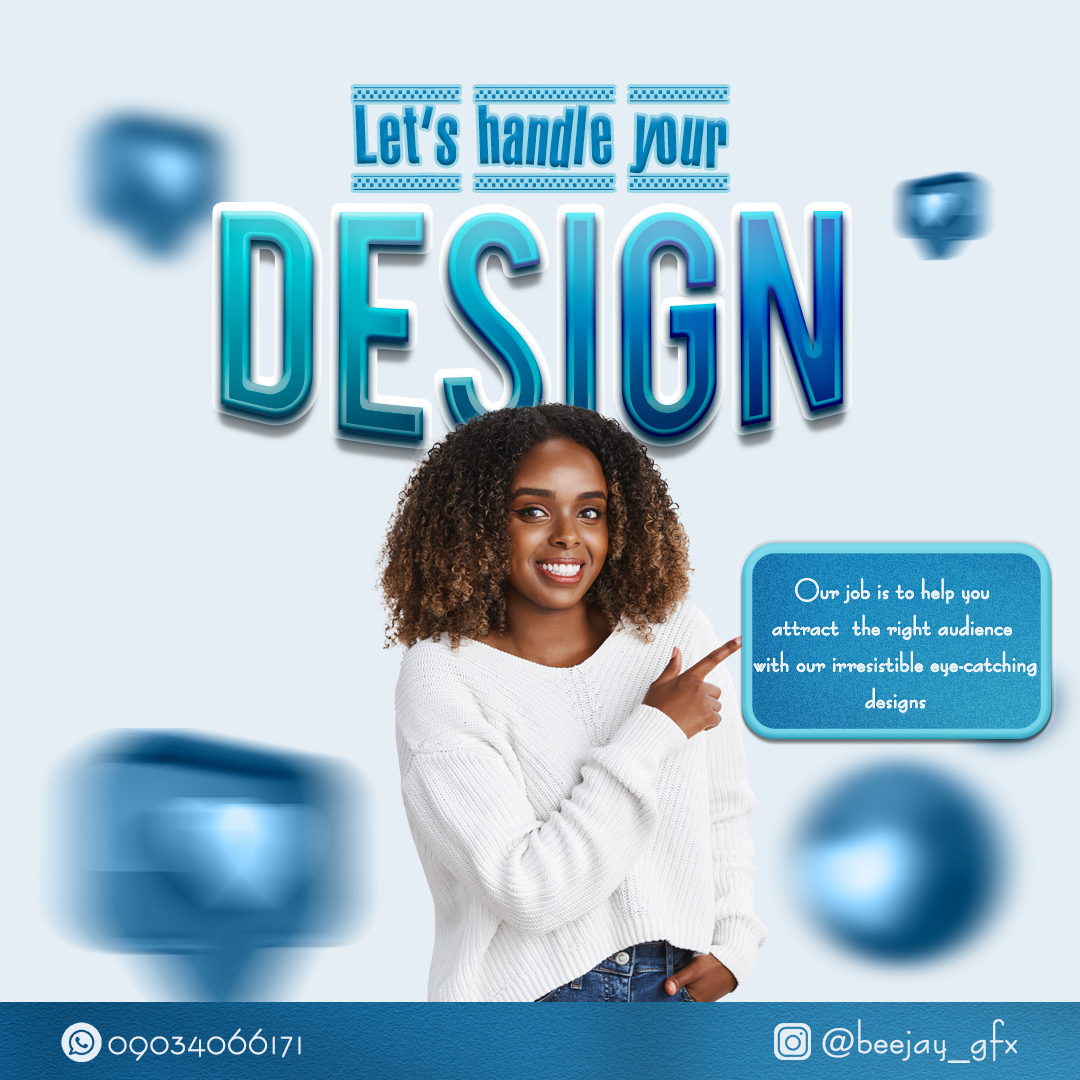 Let's handle your
DESIGN
Our job is to help you
attract the right audience
with our irresistible eye-catching
designs
09034066171
@beejay_gfx